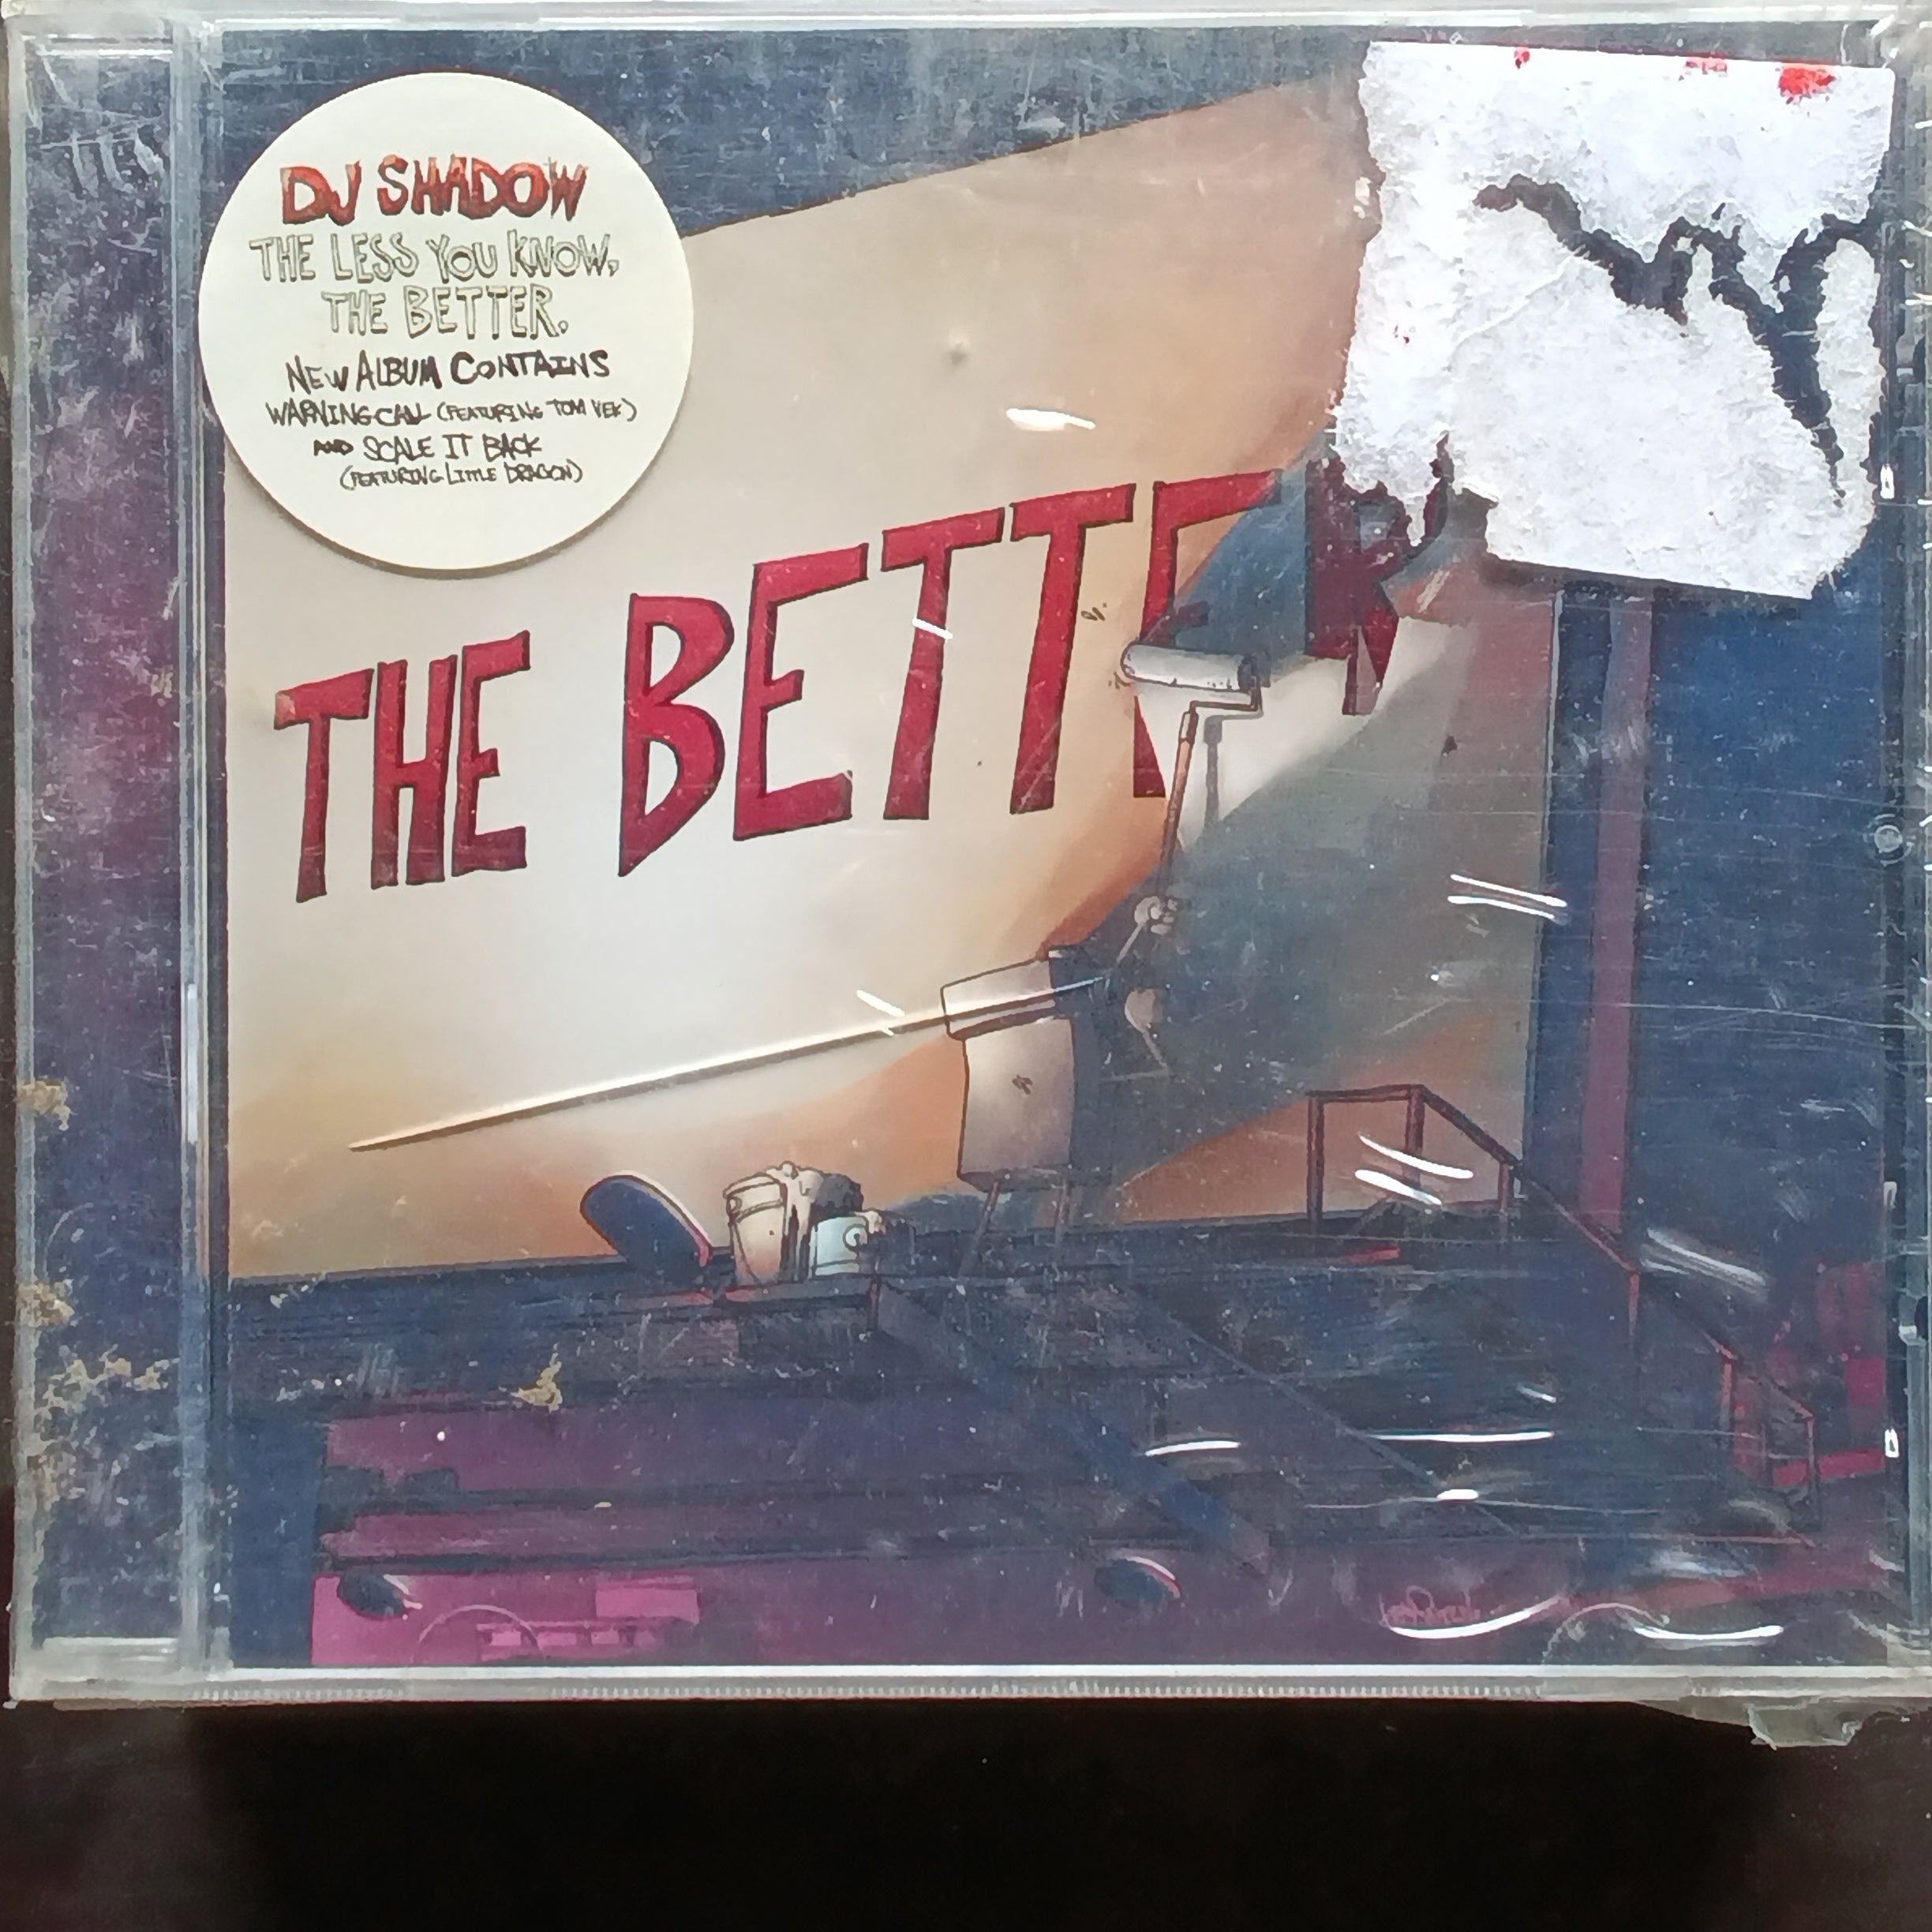 DJ SHADOW
THE LESS YOU KNOW,
THE BETTER.
NEW ALBUM CONTAINS
WARNING CALL (FEATURING TOM VEK)
AND SCALE IT BACK
(FEATURING LITTLE DRAGON)
THE BETTER